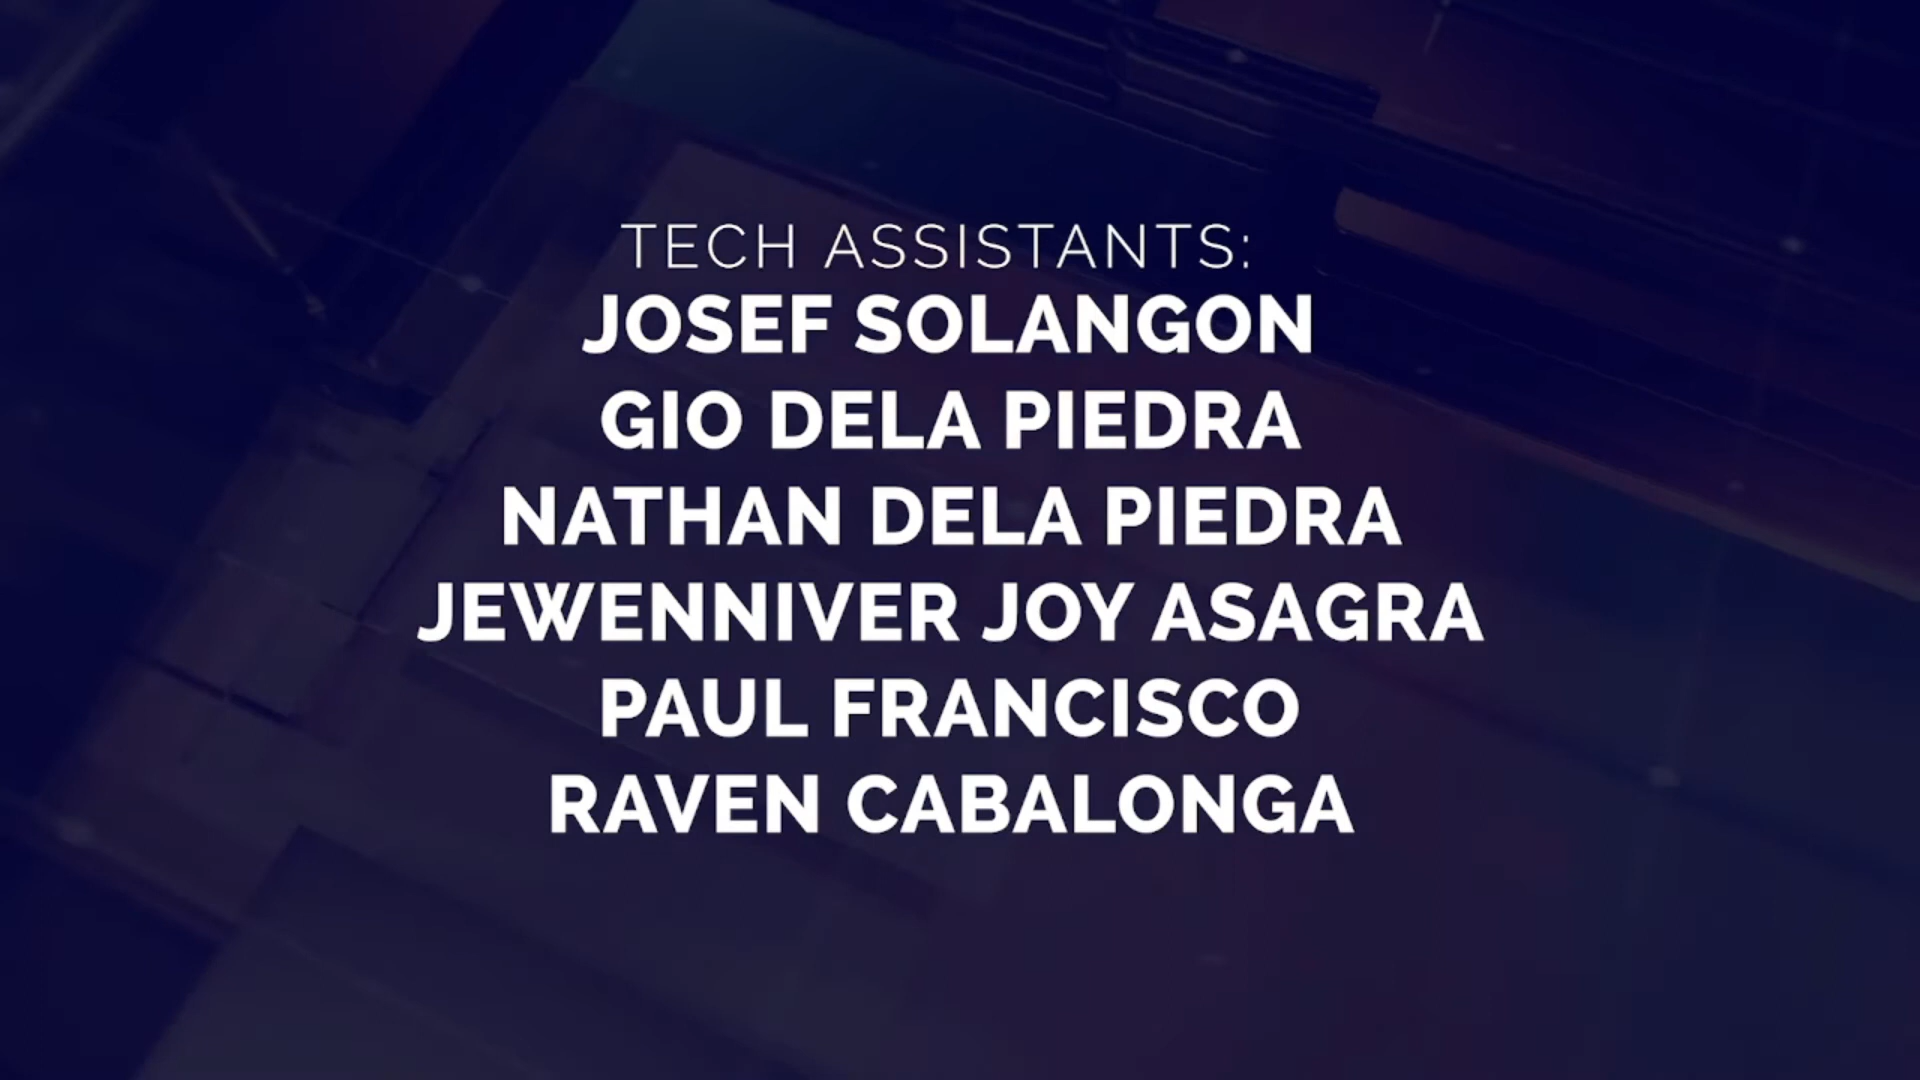 TECH ASSISTANTS:
JOSEF SOLANGON
GIO DELA PIEDRA
NATHAN DELA PIEDRA
JEWENNIVER JOY ASAGRA
PAUL FRANCISCO
RAVEN CABALONGA